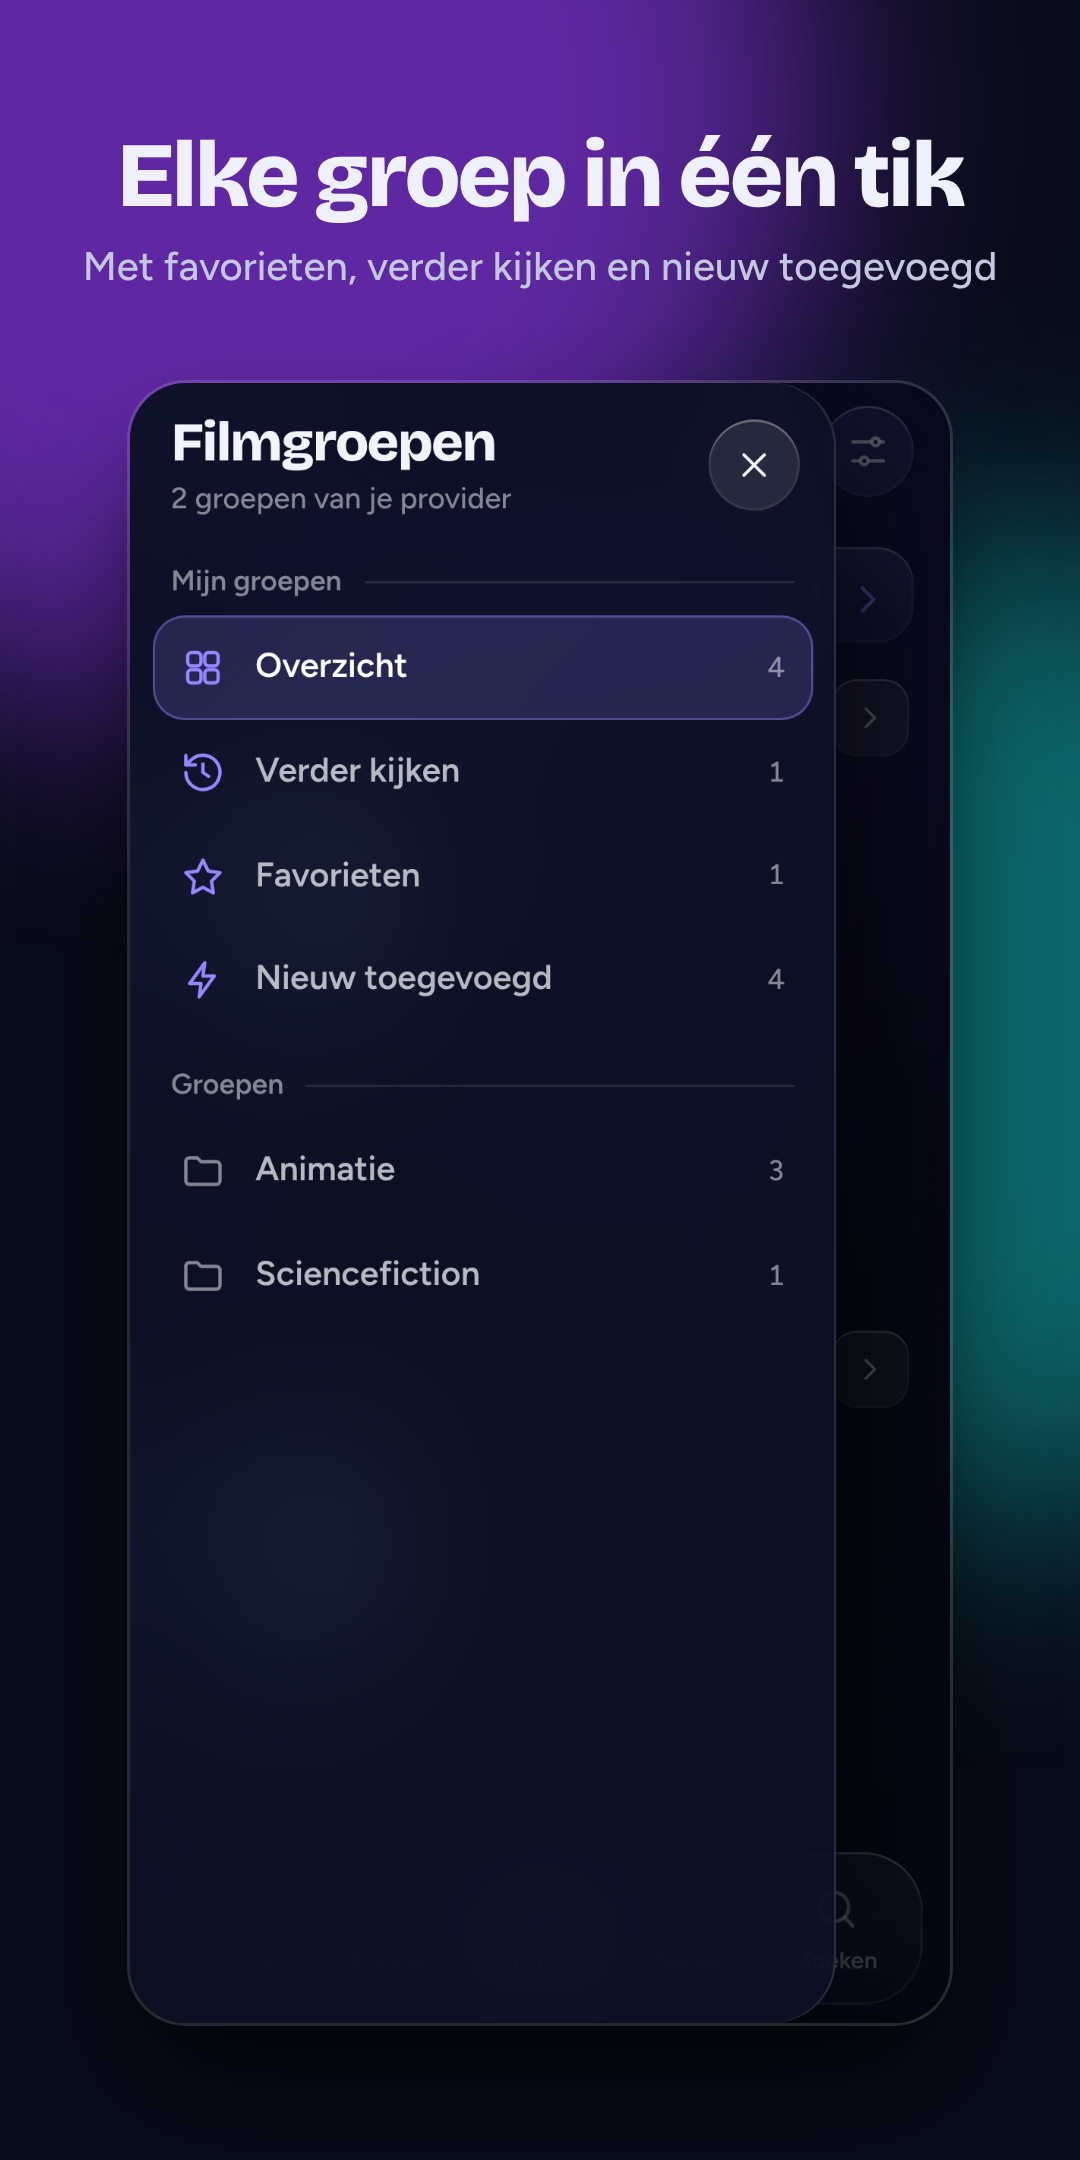 Elke groep in één tik
Met favorieten, verder kijken en nieuw toegevoegd
Filmgroepen
2 groepen van je provider
Mijn groepen
Overzicht 4
Verder kijken 1
Favorieten 1
Nieuw toegevoegd 4
Groepen
Animatie 3
Sciencefiction 1
Zoeken